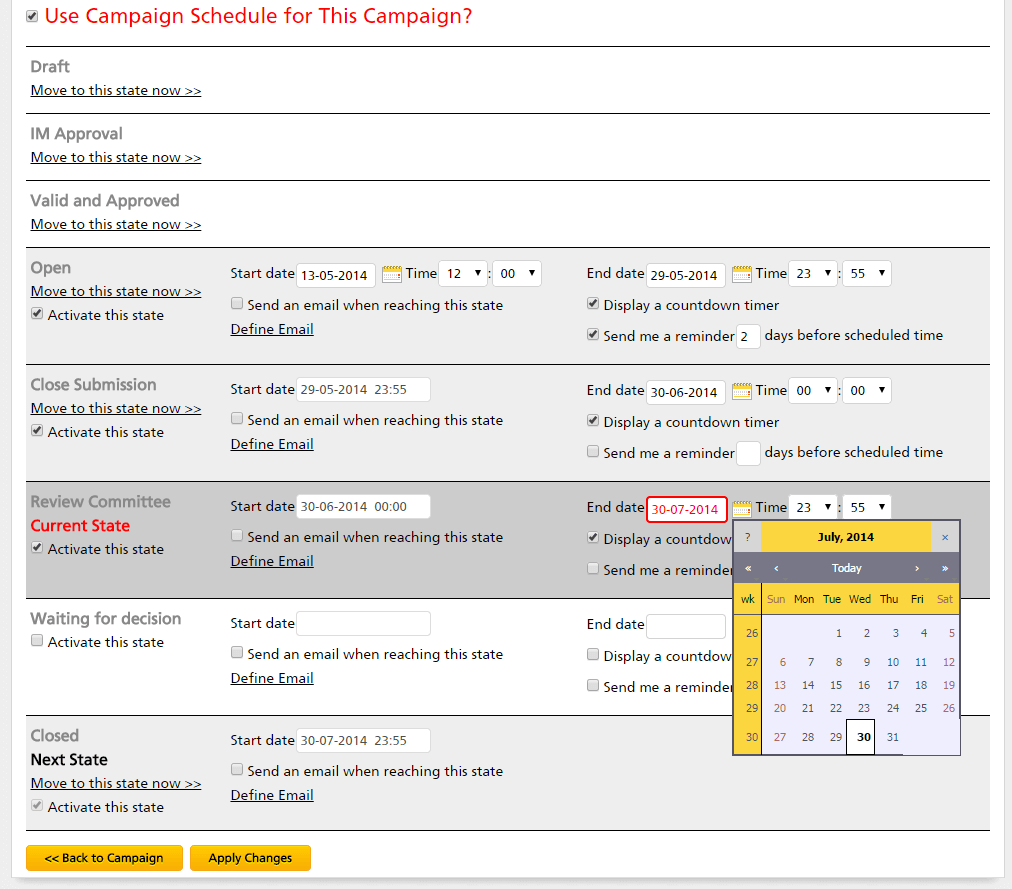 Use Campaign Schedule for This Campaign?
Draft
Move to this state now >>
IM Approval
Move to this state now >>
Valid and Approved
Move to this state now >>
Open
Start date 13-05-2014 Time 12 : 00
End date 29-05-2014 Time 23 : 55
Move to this state now >>
Send an email when reaching this state
Display a countdown timer
Activate this state
Define Email
Send me a reminder 2 days before scheduled time
Close Submission
Start date 29-05-2014 23:55
End date 30-06-2014 Time 00 : 00
Move to this state now >>
Send an email when reaching this state
Display a countdown timer
Activate this state
Define Email
Send me a reminder days before scheduled time
Review Committee
Start date 30-06-2014 00:00
End date 30-07-2014 Time 23 : 55
Current State
Send an email when reaching this state
Display a countdow
Activate this state
Define Email
Send me a reminder
? July, 2014 ×
« ‹ Today › »
wk Sun Mon Tue Wed Thu Fri Sat
26 1 2 3 4 5
27 6 7 8 9 10 11 12
28 13 14 15 16 17 18 19
29 20 21 22 23 24 25 26
30 27 28 29 30 31
Waiting for decision
Start date
End date
Activate this state
Send an email when reaching this state
Display a countdow
Define Email
Send me a reminder
Closed
Start date 30-07-2014 23:55
Next State
Send an email when reaching this state
Move to this state now >>
Define Email
Activate this state
<< Back to Campaign
Apply Changes